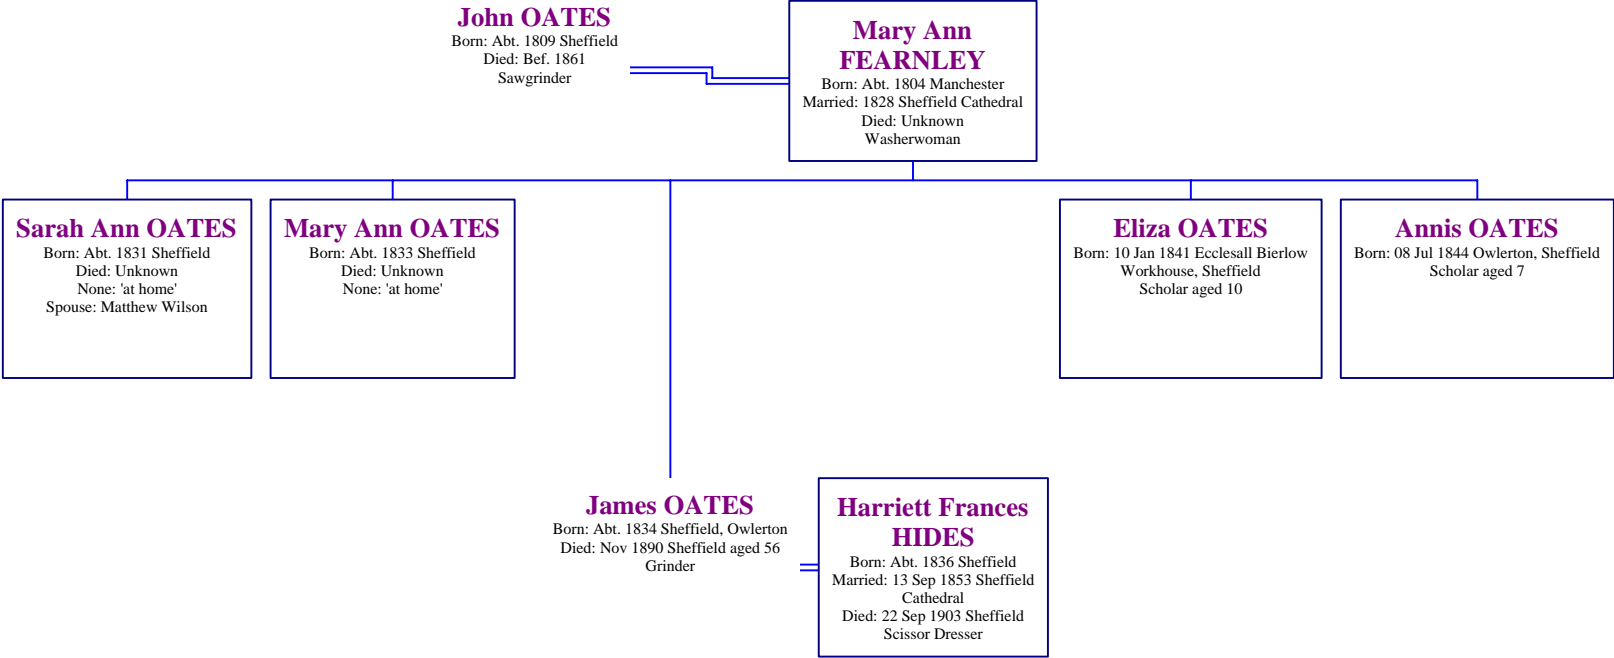 John OATES
Born: Abt. 1809 Sheffield
Died: Bef. 1861
Sawgrinder
Mary Ann
FEARNLEY
Born: Abt. 1804 Manchester
Married: 1828 Sheffield Cathedral
Died: Unknown
Washerwoman
Sarah Ann OATES
Born: Abt. 1831 Sheffield
Died: Unknown
None: 'at home'
Spouse: Matthew Wilson
Mary Ann OATES
Born: Abt. 1833 Sheffield
Died: Unknown
None: 'at home'
Eliza OATES
Born: 10 Jan 1841 Ecclesall Bierlow
Workhouse, Sheffield
Scholar aged 10
Annis OATES
Born: 08 Jul 1844 Owlerton, Sheffield
Scholar aged 7
James OATES
Born: Abt. 1834 Sheffield, Owlerton
Died: Nov 1890 Sheffield aged 56
Grinder
Harriett Frances
HIDES
Born: Abt. 1836 Sheffield
Married: 13 Sep 1853 Sheffield
Cathedral
Died: 22 Sep 1903 Sheffield
Scissor Dresser